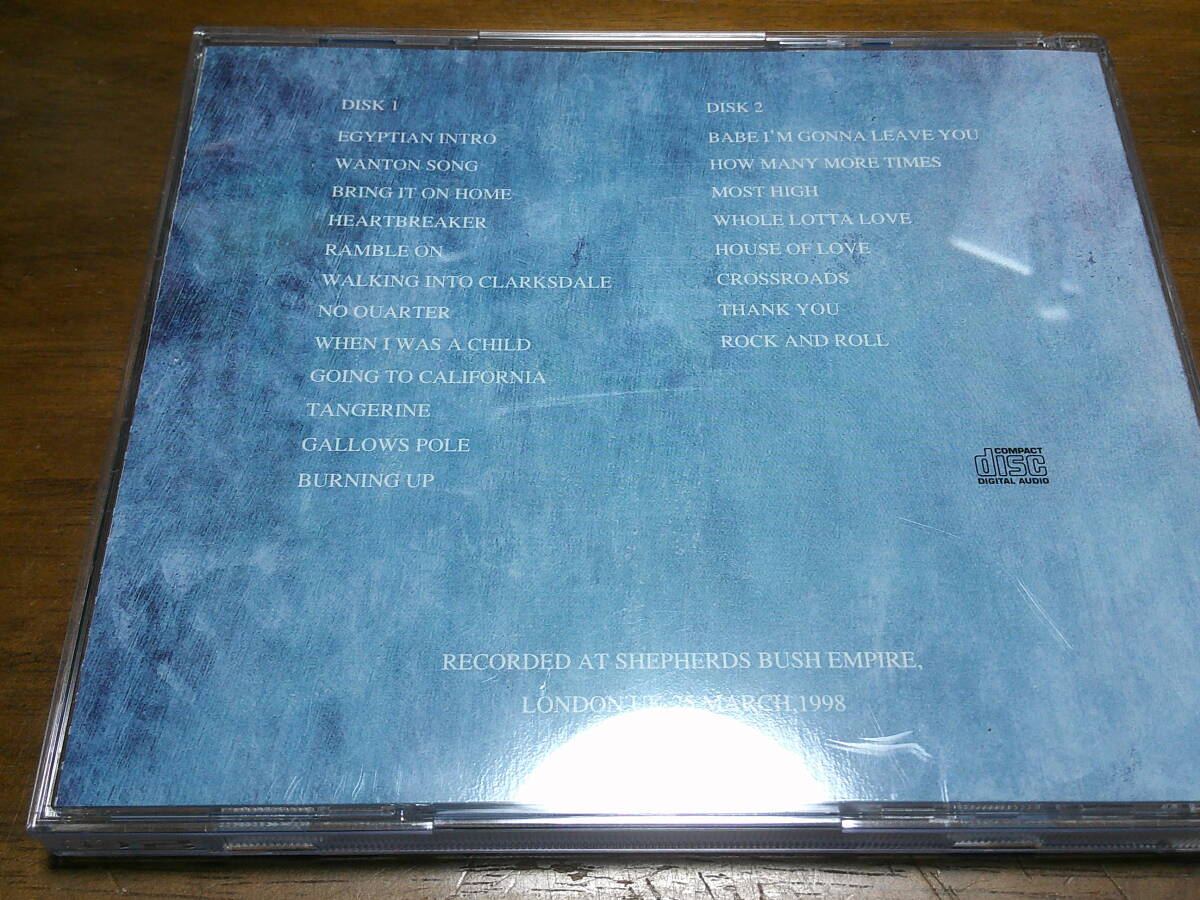 DISK 1
EGYPTIAN INTRO
WANTON SONG
BRING IT ON HOME
HEARTBREAKER
RAMBLE ON
WALKING INTO CLARKSDALE
NO QUARTER
WHEN I WAS A CHILD
GOING TO CALIFORNIA
TANGERINE
GALLOWS POLE
BURNING UP
DISK 2
BABE I'M GONNA LEAVE YOU
HOW MANY MORE TIMES
MOST HIGH
WHOLE LOTTA LOVE
HOUSE OF LOVE
CROSSROADS
THANK YOU
ROCK AND ROLL
COMPACT
disc
DIGITAL AUDIO
RECORDED AT SHEPHERDS BUSH EMPIRE,
LONDON UK, 25 MARCH,1998